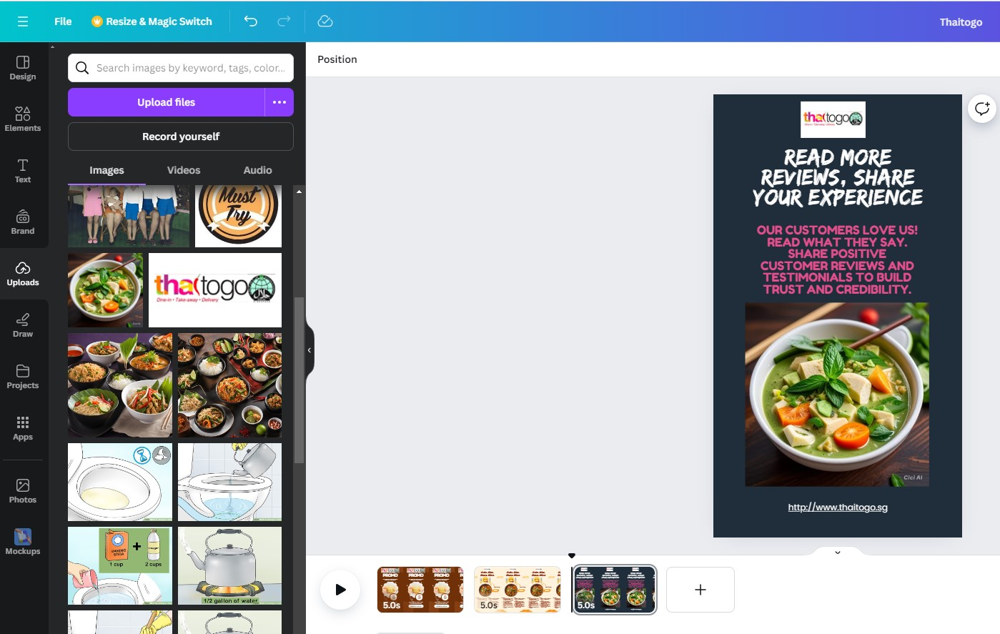 File
Resize & Magic Switch
Thaitogo
Design
Elements
Text
Brand
Uploads
Draw
Projects
Apps
Photos
Mockups
Search images by keyword, tags, color...
Upload files
Record yourself
Images
Videos
Audio
Must
Try
thaitogo
Dine-in • Take-away • Delivery
BAKING
SODA
1 cup
+
2 cups
1/2 gallon of water
Position
thaitogo
READ MORE
REVIEWS, SHARE
YOUR EXPERIENCE
OUR CUSTOMERS LOVE US!
READ WHAT THEY SAY.
SHARE POSITIVE
CUSTOMER REVIEWS AND
TESTIMONIALS TO BUILD
TRUST AND CREDIBILITY.
Cici AI
http://www.thaitogo.sg
PROMO
PROMO
5.0s
5.0s
5.0s